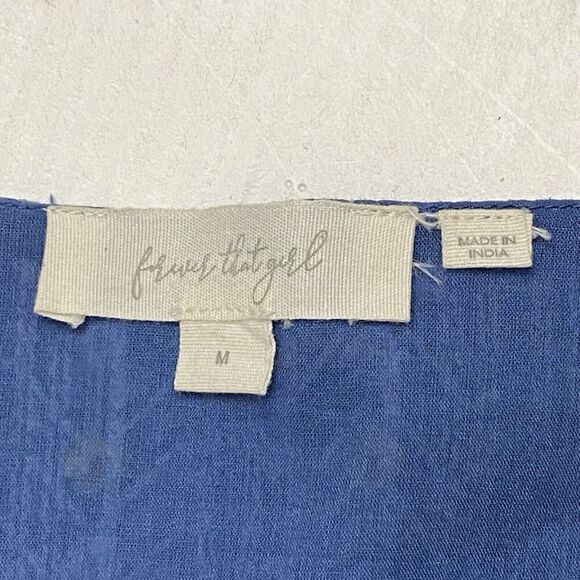 forever that girl
M
MADE IN
INDIA